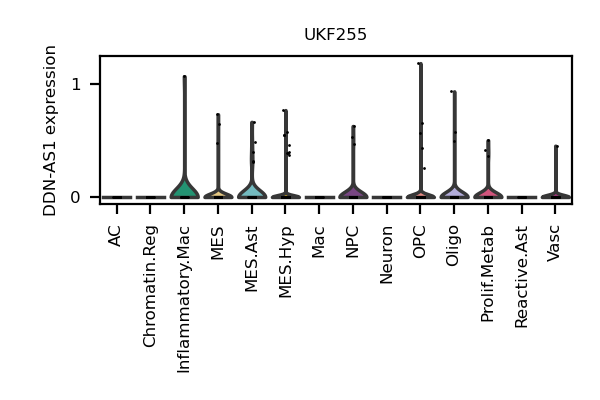 UKF255
DDN-AS1 expression
1
0
AC
Chromatin.Reg
Inflammatory.Mac
MES
MES.Ast
MES.Hyp
Mac
NPC
Neuron
OPC
Oligo
Prolif.Metab
Reactive.Ast
Vasc